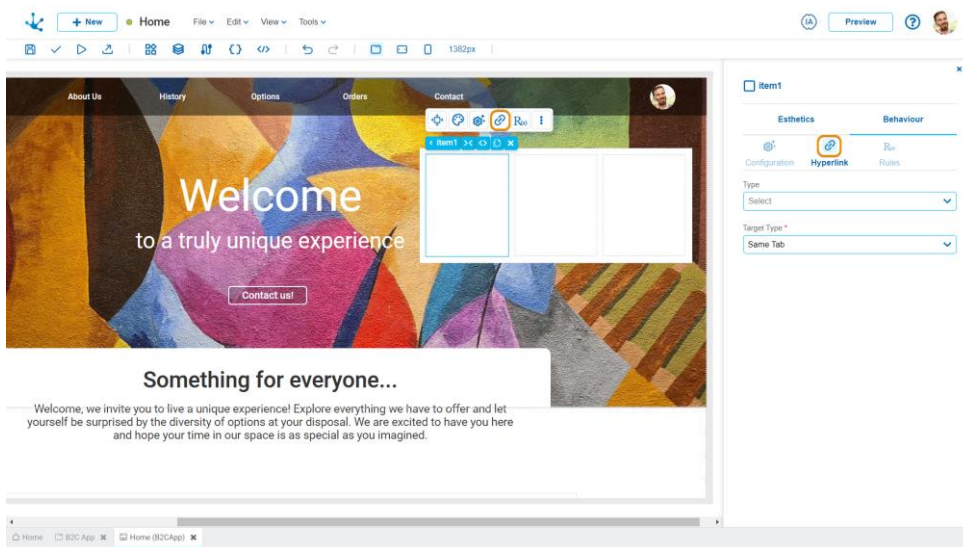 + New
Home
File
Edit
View
Tools
IA
Preview
?
1382px
About Us
History
Options
Orders
Contact
item1
Welcome
to a truly unique experience
Contact us!
Something for everyone...
Welcome, we invite you to live a unique experience! Explore everything we have to offer and let
yourself be surprised by the diversity of options at your disposal. We are excited to have you here
and hope your time in our space is as special as you imagined.
item1
Esthetics
Behaviour
Configuration
Hyperlink
Rules
Type
Select
Target Type *
Same Tab
Home
B2C App
Home (B2CApp)